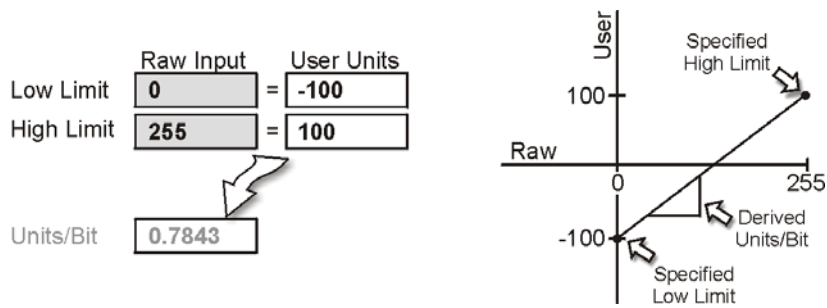 Raw Input User Units
Low Limit 0 = -100
High Limit 255 = 100
Units/Bit 0.7843
User
Specified
High Limit
100
Raw
0
255
Derived
Units/Bit
-100
Specified
Low Limit